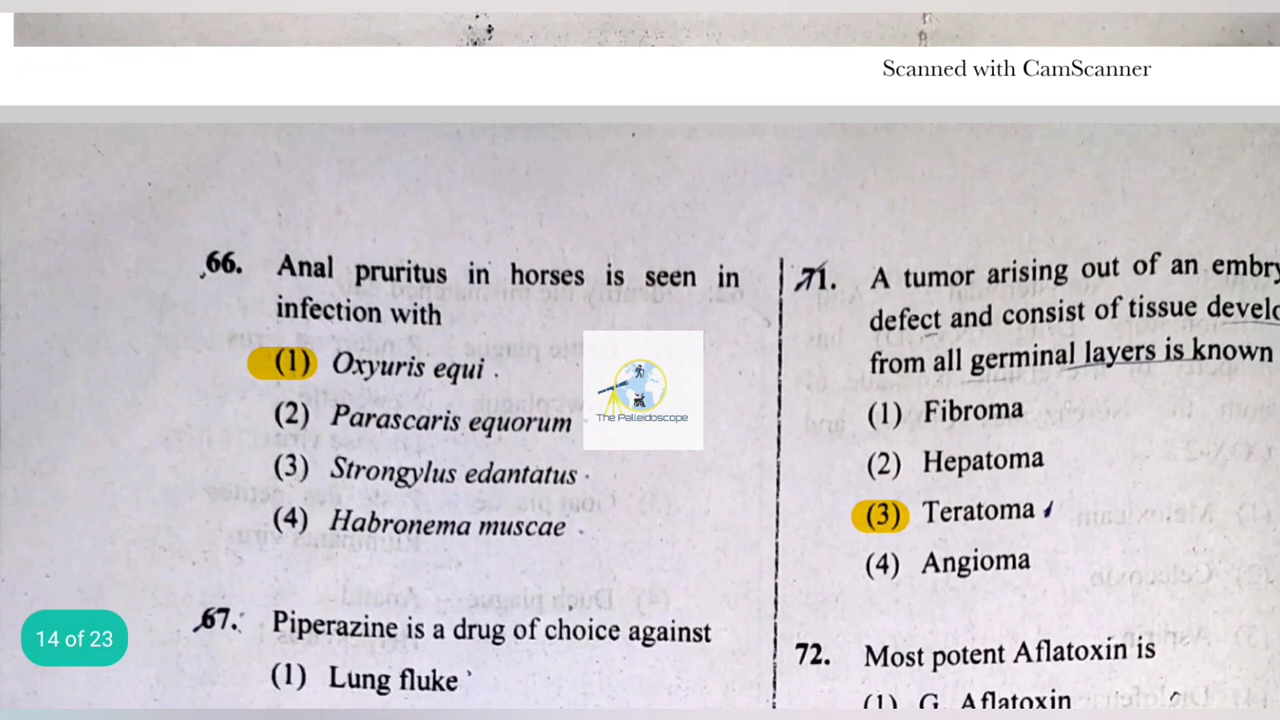 Scanned with CamScanner
66. Anal pruritus in horses is seen in
infection with
(1) Oxyuris equi
(2) Parascaris equorum
(3) Strongylus edantatus
(4) Habronema muscae
67. Piperazine is a drug of choice against
(1) Lung fluke
The Palleidoscope
71. A tumor arising out of an embry
defect and consist of tissue develo
from all germinal layers is known
(1) Fibroma
(2) Hepatoma
(3) Teratoma
(4) Angioma
72. Most potent Aflatoxin is
(1) G Aflatoxin
14 of 23